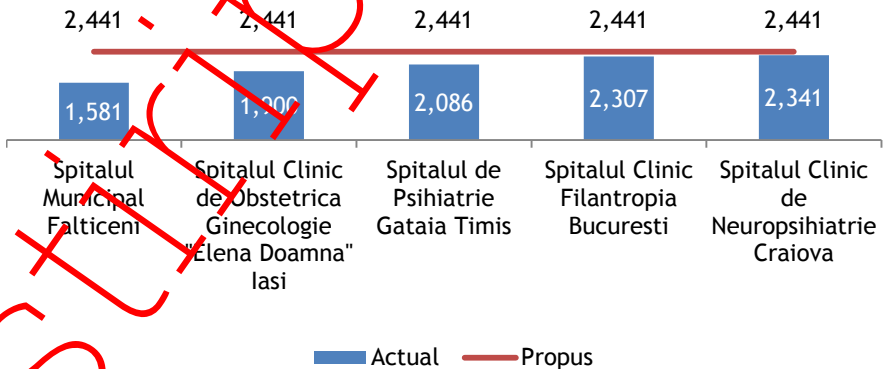 2,441 2,441 2,441 2,441 2,441
1,581 1,900 2,086 2,307 2,341
Spitalul
Municipal
Falticeni
Spitalul Clinic
de Obstetrica
Ginecologie
"Elena Doamna"
Iasi
Spitalul de
Psihiatrie
Gataia Timis
Spitalul Clinic
Filantropia
Bucuresti
Spitalul Clinic
de
Neuropsihiatrie
Craiova
Actual Propus